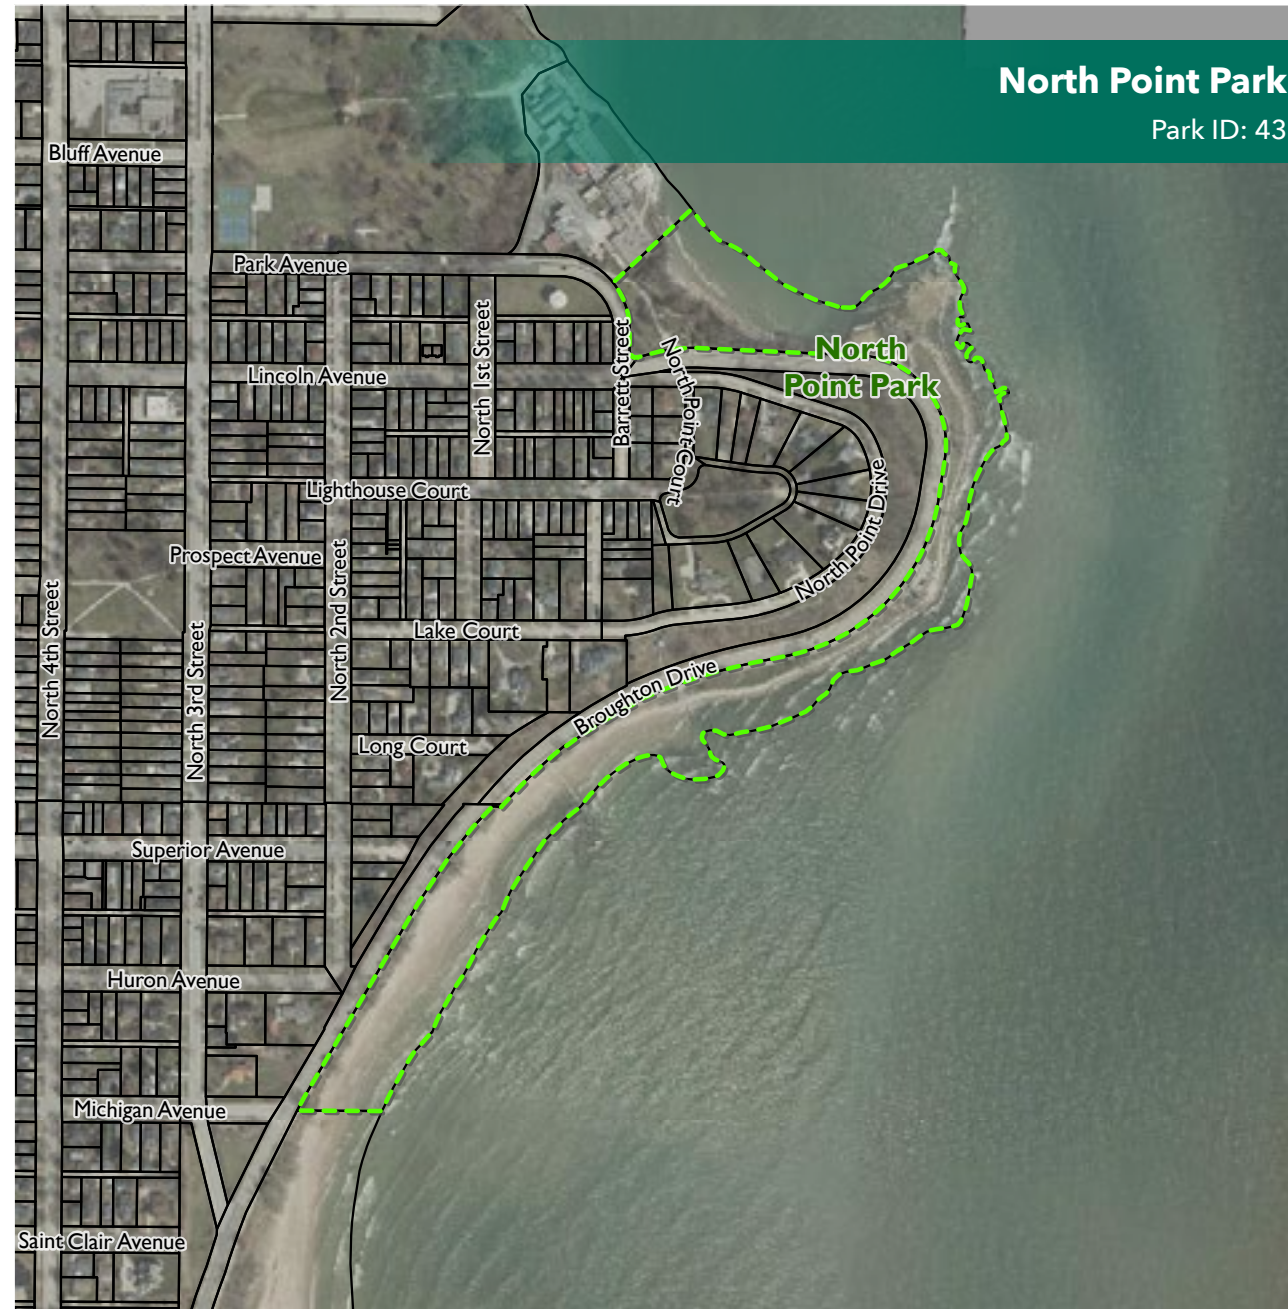 North Point Park
Park ID: 43
Bluff Avenue
Park Avenue
North 1st Street
Barrett Street
North Point Court
North
Point Park
Lincoln Avenue
Lighthouse Court
North Point Drive
Prospect Avenue
North 4th Street
North 3rd Street
North 2nd Street
Lake Court
Broughton Drive
Long Court
Superior Avenue
Huron Avenue
Michigan Avenue
Saint Clair Avenue